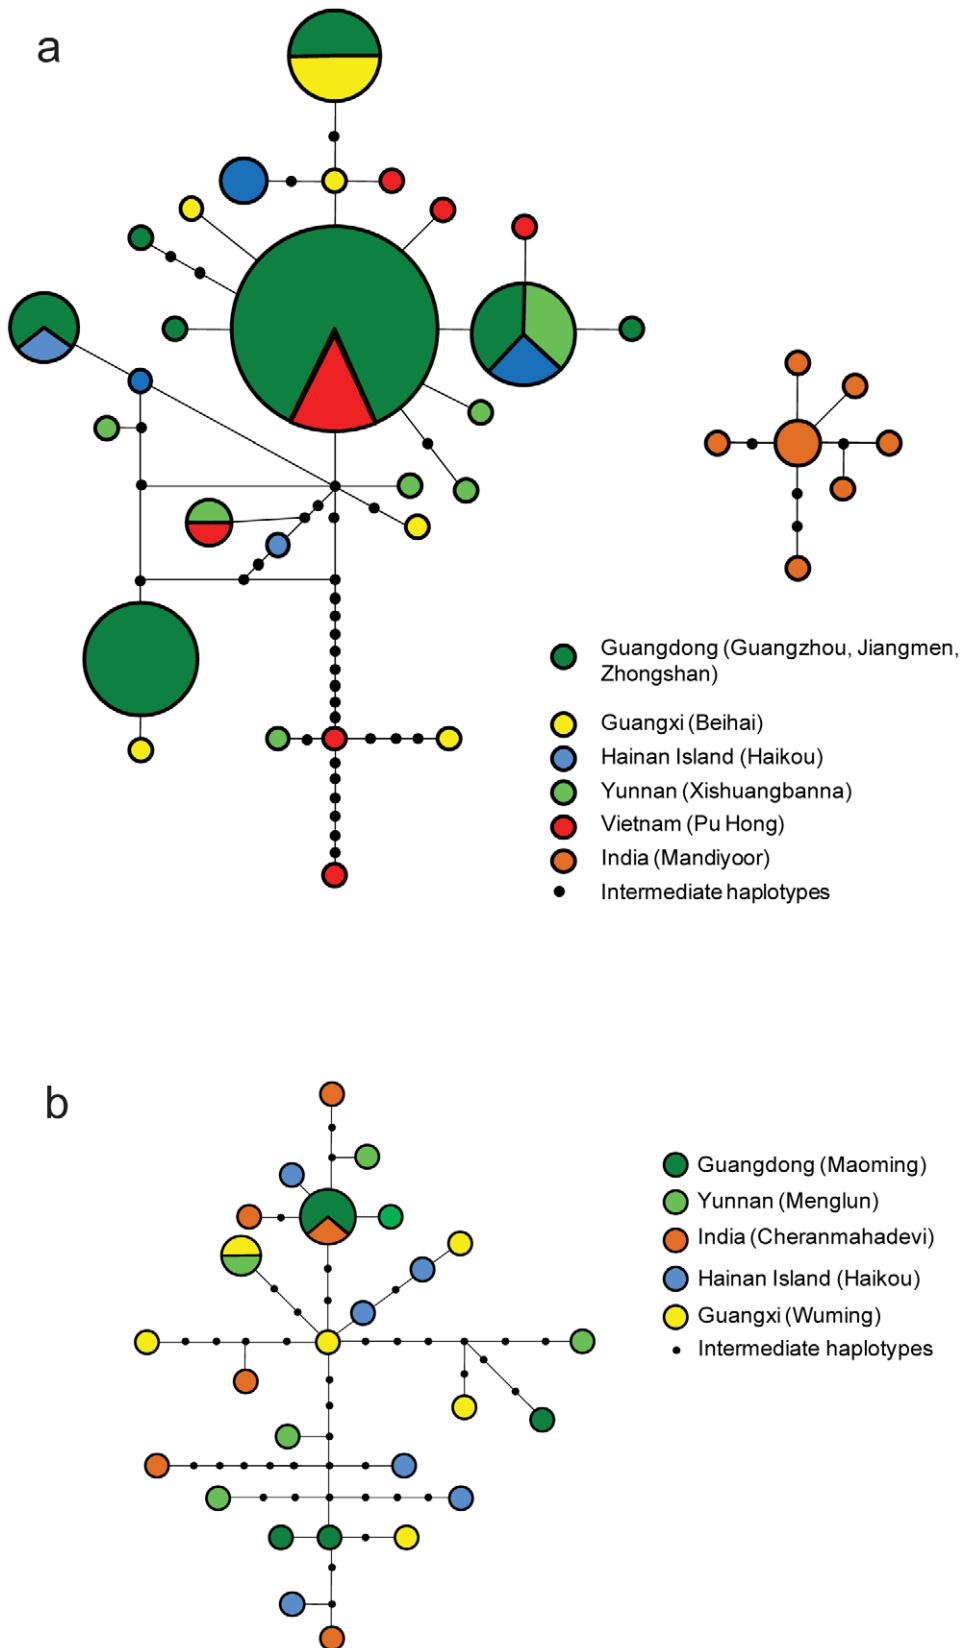 a
Guangdong (Guangzhou, Jiangmen,
Zhongshan)
Guangxi (Beihai)
Hainan Island (Haikou)
Yunnan (Xishuangbanna)
Vietnam (Pu Hong)
India (Mandiyoor)
Intermediate haplotypes
b
Guangdong (Maoming)
Yunnan (Menglun)
India (Cheranmahadevi)
Hainan Island (Haikou)
Guangxi (Wuming)
Intermediate haplotypes